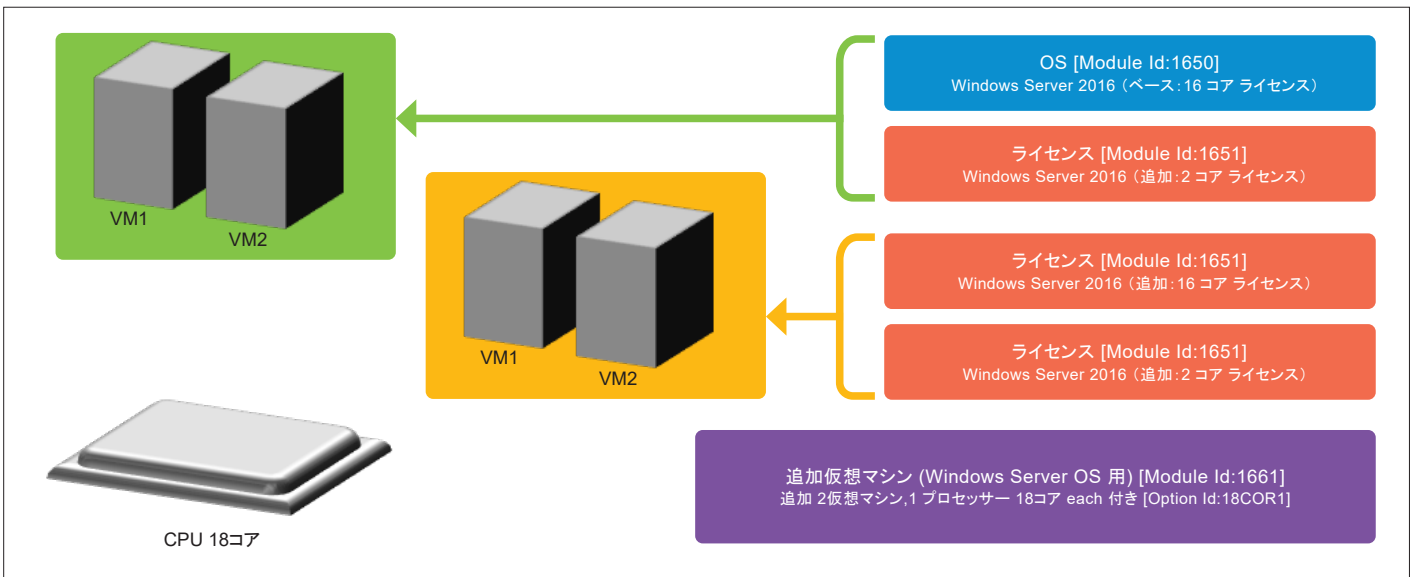 VM1
VM2
OS [Module Id:1650]
Windows Server 2016（ベース：16 コア ライセンス）
ライセンス [Module Id:1651]
Windows Server 2016（追加：2 コア ライセンス）
VM1
VM2
ライセンス [Module Id:1651]
Windows Server 2016（追加：16 コア ライセンス）
ライセンス [Module Id:1651]
Windows Server 2016（追加：2 コア ライセンス）
CPU 18コア
追加仮想マシン (Windows Server OS 用) [Module Id:1661]
追加 2仮想マシン,1 プロセッサー 18コア each 付き [Option Id:18COR1]